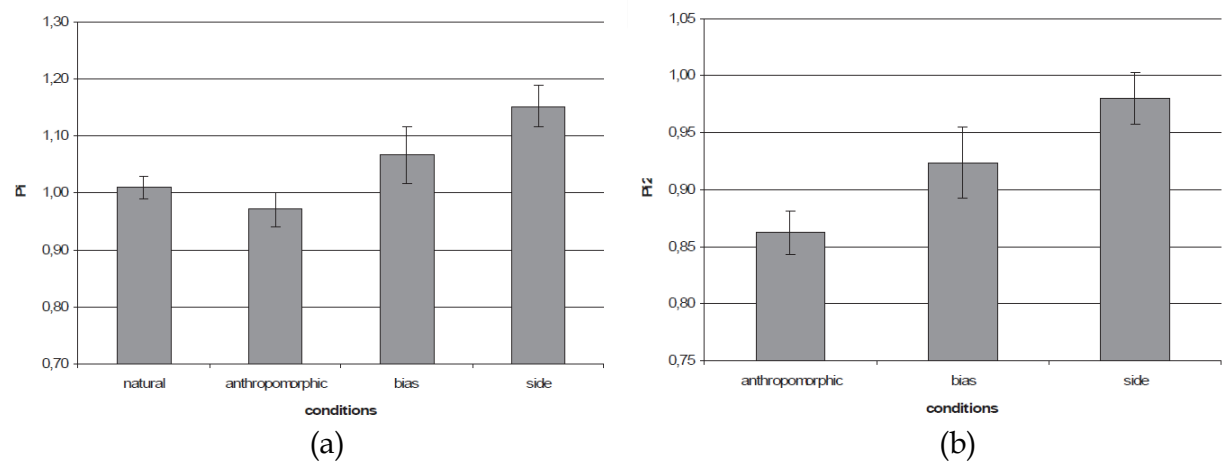 1,30
1,20
1,10
1,00
0,90
0,80
0,70
Pi
natural anthropomorphic bias side
conditions
(a)
1,05
1,00
0,95
0,90
0,85
0,80
0,75
Pi2
anthropomorphic bias side
conditions
(b)